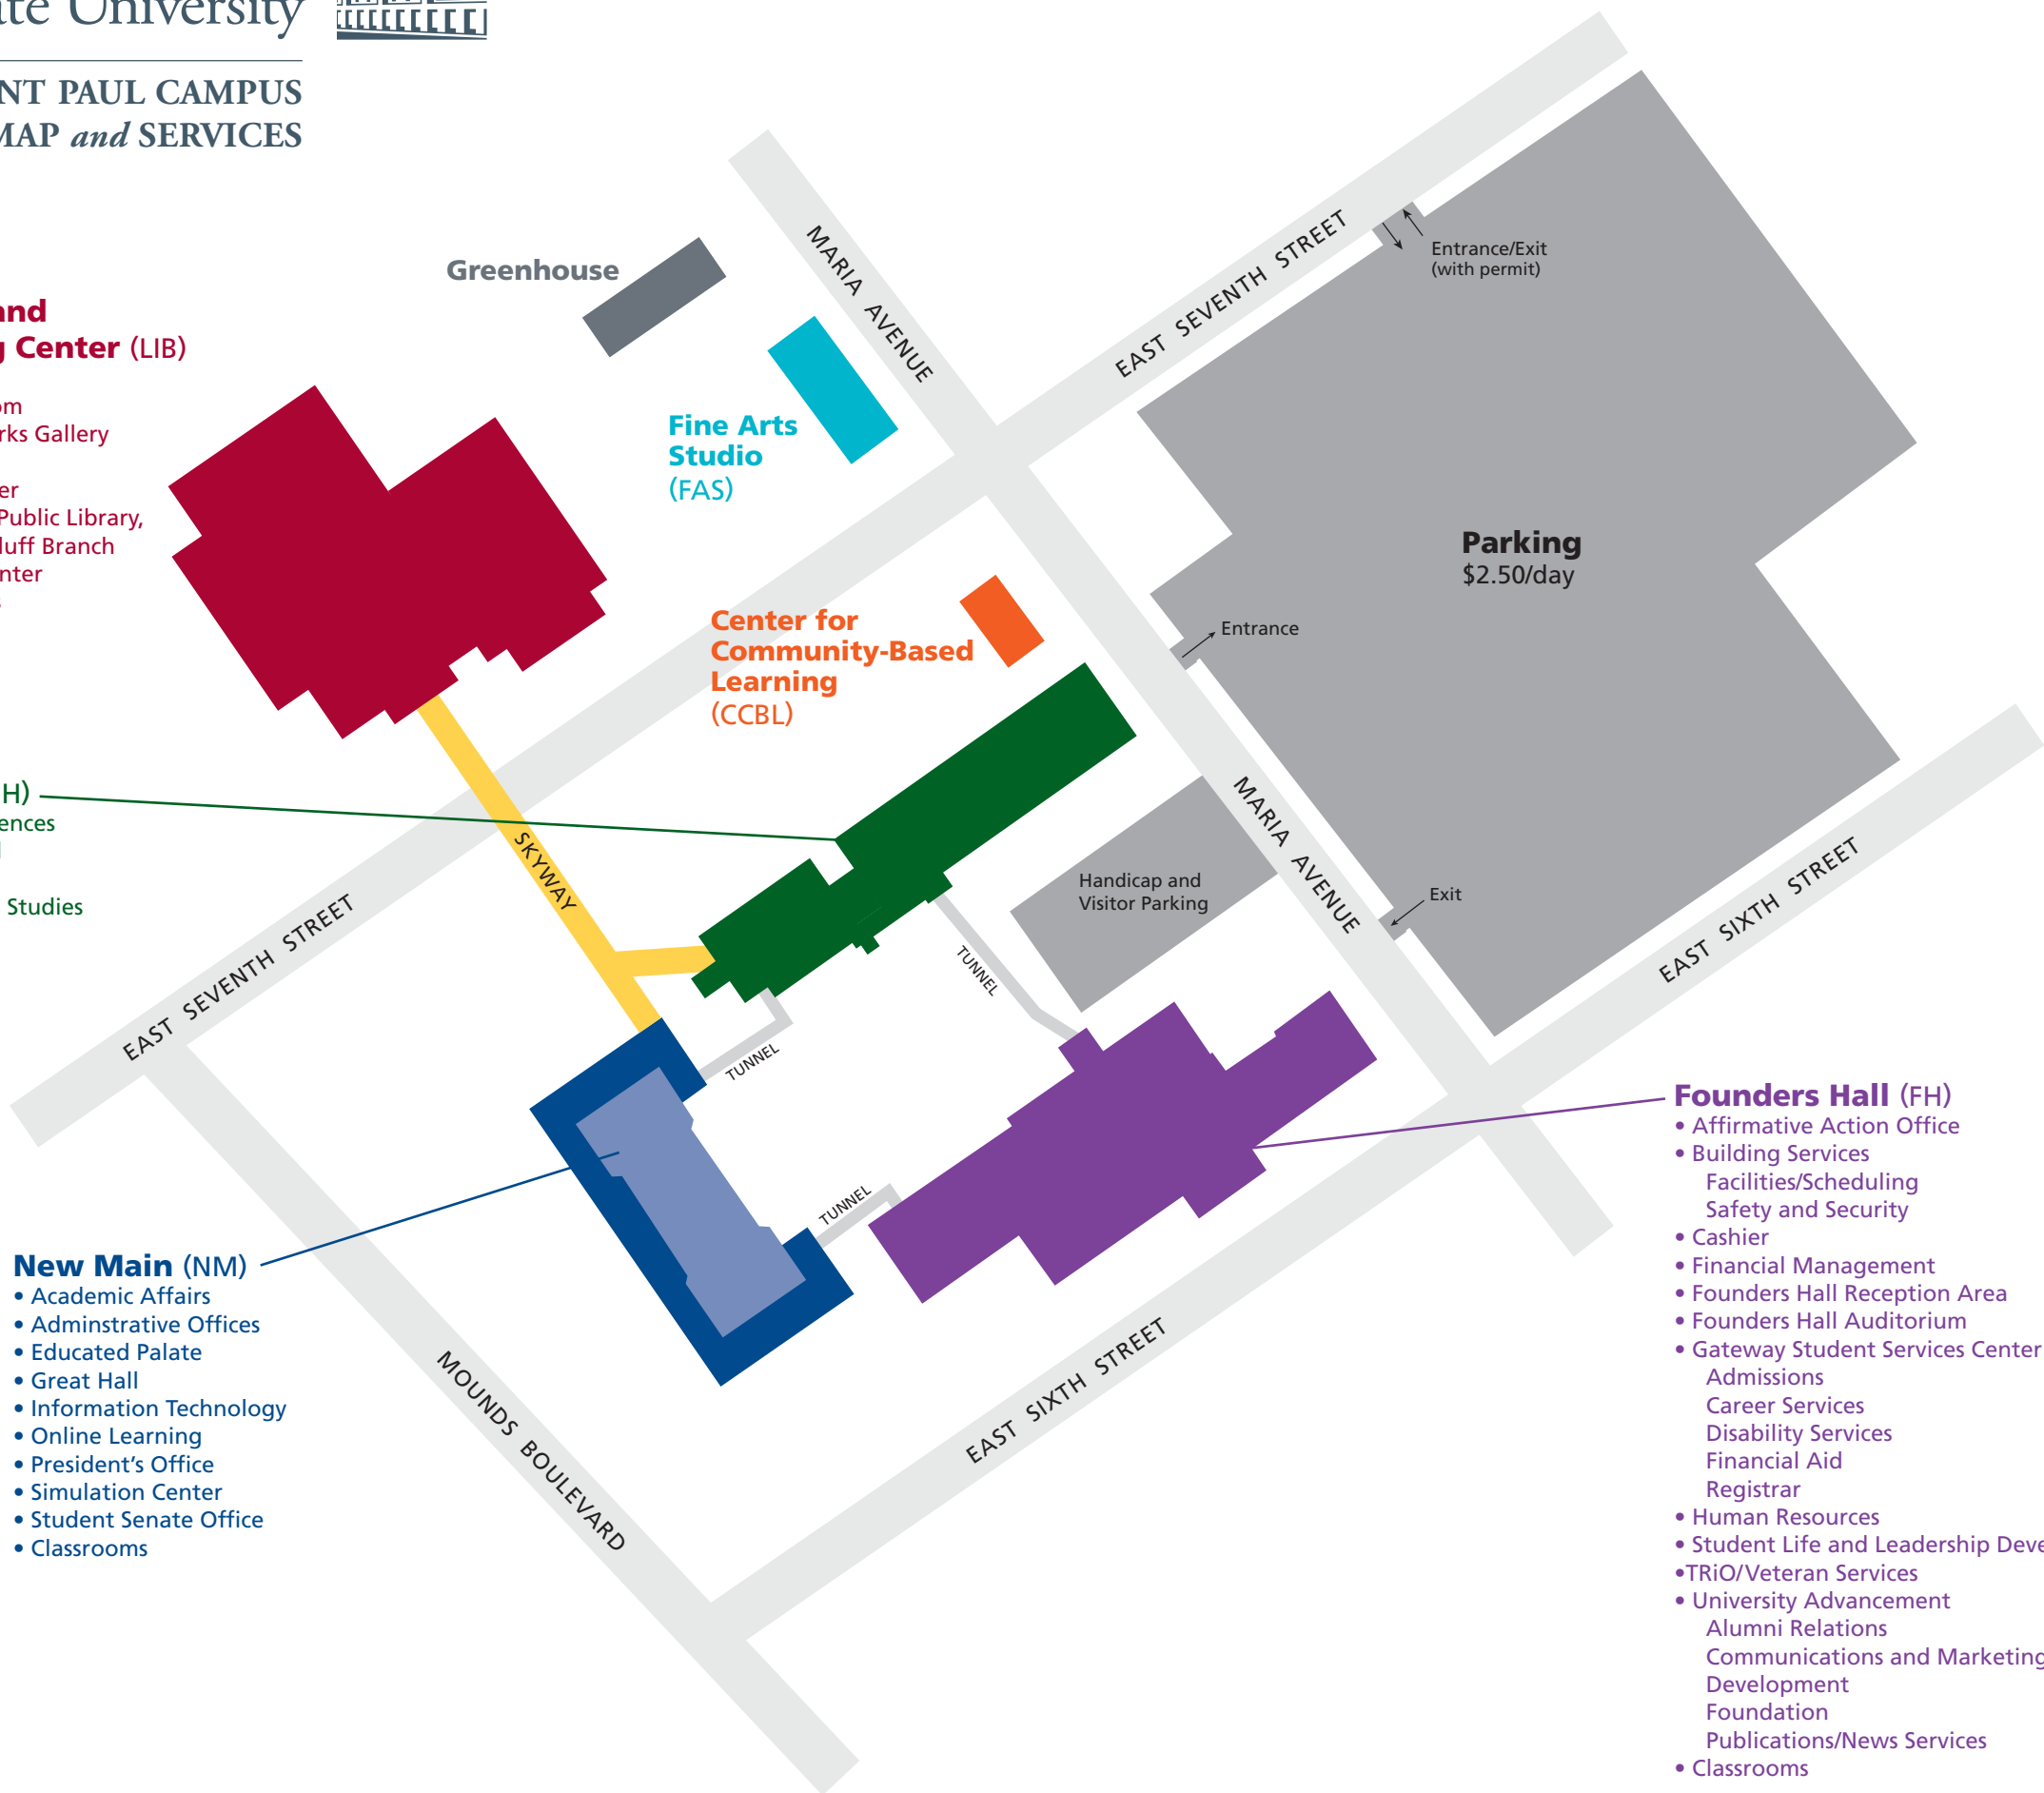 ate University
NT PAUL CAMPUS
MAP and SERVICES
and
g Center (LIB)
om
rks Gallery
er
Public Library,
luff Branch
nter
s
H)
ences
l
Studies
Greenhouse
Fine Arts
Studio
(FAS)
Center for
Community-Based
Learning
(CCBL)
MARIA AVENUE
EAST SEVENTH STREET
Entrance/Exit
(with permit)
Parking
$2.50/day
Entrance
Handicap and
Visitor Parking
MARIA AVENUE
Exit
EAST SIXTH STREET
SKYWAY
EAST SEVENTH STREET
TUNNEL
TUNNEL
TUNNEL
EAST SIXTH STREET
MOUNDS BOULEVARD
New Main (NM)
• Academic Affairs
• Adminstrative Offices
• Educated Palate
• Great Hall
• Information Technology
• Online Learning
• President’s Office
• Simulation Center
• Student Senate Office
• Classrooms
Founders Hall (FH)
• Affirmative Action Office
• Building Services
Facilities/Scheduling
Safety and Security
• Cashier
• Financial Management
• Founders Hall Reception Area
• Founders Hall Auditorium
• Gateway Student Services Center
Admissions
Career Services
Disability Services
Financial Aid
Registrar
• Human Resources
• Student Life and Leadership Deve
•TRiO/Veteran Services
• University Advancement
Alumni Relations
Communications and Marketing
Development
Foundation
Publications/News Services
• Classrooms